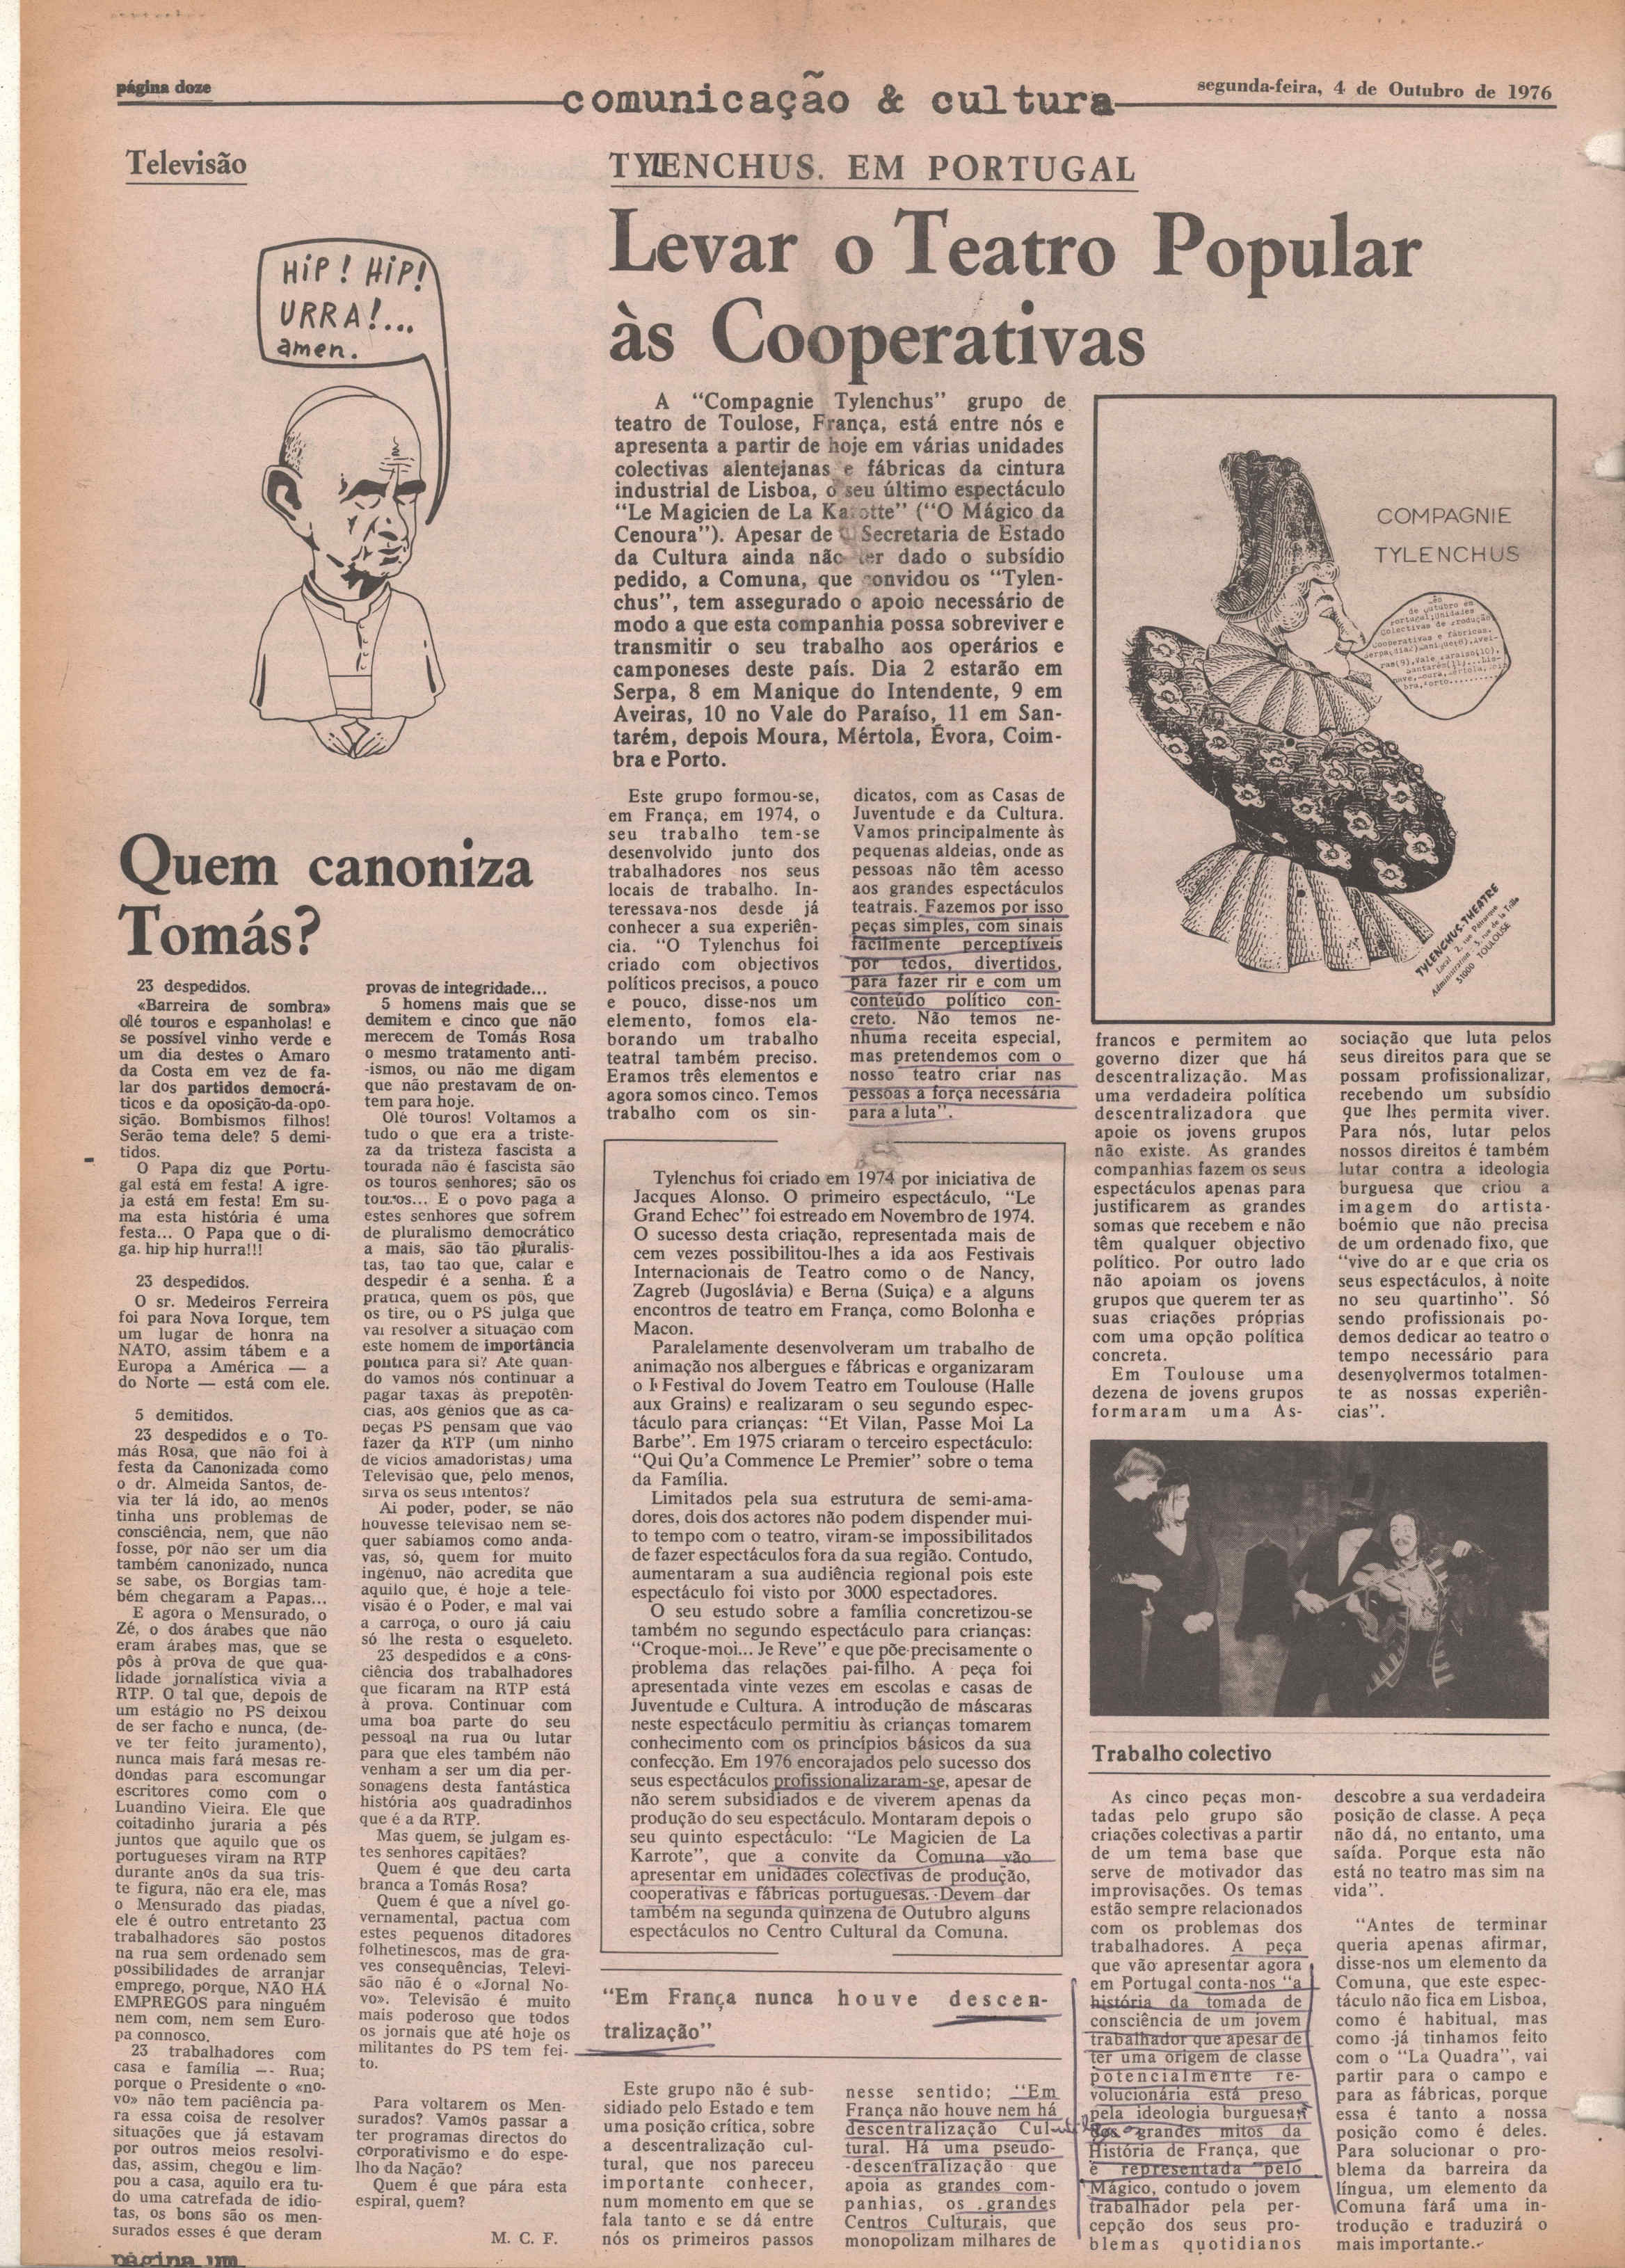 página doze
comunicação & cultura
segunda-feira, 4 de Outubro de 1976
Televisão
HIP! HIP!
URRA!...
amen.
Quem canoniza
Tomás?
23 despedidos.
«Barreira de sombra»
olé touros e espanholas! e
se possível vinho verde e
um dia destes o Amaro
da Costa em vez de fa-
lar dos partidos democrá-
ticos e da oposição-da-opo-
sição. Bombismos filhos!
Serão tema dele? 5 demi-
tidos.
O Papa diz que Portu-
gal está em festa! A igre-
ja está em festa! Em su-
ma esta história é uma
festa... O Papa que o di-
ga. hip hip hurra!!!
23 despedidos.
O sr. Medeiros Ferreira
foi para Nova Iorque, tem
um lugar de honra na
NATO, assim tábem e a
Europa a América — a
do Norte — está com ele.
5 demitidos.
23 despedidos e o To-
más Rosa, que não foi à
festa da Canonizada como
o dr. Almeida Santos, de-
via ter lá ido, ao menos
tinha uns problemas de
consciência, nem, que não
fosse, por não ser um dia
também canonizado, nunca
se sabe, os Borgias tam-
bém chegaram a Papas...
E agora o Mensurado, o
Zé, o dos árabes que não
eram árabes mas, que se
pôs à prova de que qua-
lidade jornalística vivia a
RTP. O tal que, depois de
um estágio no PS deixou
de ser facho e nunca, (de-
ve ter feito juramento),
nunca mais fará mesas re-
dondas para escomungar
escritores como com o
Luandino Vieira. Ele que
coitadinho juraria a pés
juntos que aquilo que os
portugueses viram na RTP
durante anos da sua tris-
te figura, não era ele, mas
o Mensurado das piadas,
ele é outro entretanto 23
trabalhadores são postos
na rua sem ordenado sem
possibilidades de arranjar
emprego, porque, NÃO HÁ
EMPREGOS para ninguém
nem com, nem sem Euro-
pa connosco.
23 trabalhadores com
casa e família — Rua;
porque o Presidente o «no-
vo» não tem paciência pa-
ra essa coisa de resolver
situações que já estavam
por outros meios resolvi-
das, assim, chegou e lim-
pou a casa, aquilo era tu-
do uma catrefada de idio-
tas, os bons são os men-
surados esses é que deram
provas de integridade...
5 homens mais que se
demitem e cinco que não
merecem de Tomás Rosa
o mesmo tratamento anti-
-ismos, ou não me digam
que não prestavam de on-
tem para hoje.
Olé touros! Voltamos a
tudo o que era a triste-
za da tristeza fascista a
tourada não é fascista são
os touros senhores; são os
touros... E o povo paga a
estes senhores que sofrem
de pluralismo democrático
a mais, são tão pluralis-
tas, tão tão que, calar e
despedir é a senha. É a
pratica, quem os pôs, que
os tire, ou o PS julga que
vai resolver a situação com
este homem de importância
politica para si? Ate quan-
do vamos nós continuar a
pagar taxas às prepotên-
cias, aos génios que as ca-
beças PS pensam que vão
fazer da RTP (um ninho
de vícios amadoristas) uma
Televisão que, pelo menos,
sirva os seus intentos?
Ai poder, poder, se não
houvesse televisao nem se-
quer sabíamos como anda-
vas, só, quem for muito
ingénuo, não acredita que
aquilo que, é hoje a tele-
visão é o Poder, e mal vai
a carroça, o ouro já caiu
só lhe resta o esqueleto.
23 despedidos e a cons-
ciência dos trabalhadores
que ficaram na RTP está
à prova. Continuar com
uma boa parte do seu
pessoal na rua ou lutar
para que eles também não
venham a ser um dia per-
sonagens desta fantástica
história aos quadradinhos
que é a da RTP.
Mas quem, se julgam es-
tes senhores capitães?
Quem é que deu carta
branca a Tomás Rosa?
Quem é que a nível go-
vernamental, pactua com
estes pequenos ditadores
folhetinescos, mas de gra-
ves consequências, Televi-
são não é o «Jornal No-
vo». Televisão é muito
mais poderoso que todos
os jornais que até hoje os
militantes do PS tem fei-
to.
Para voltarem os Men-
surados? Vamos passar a
ter programas directos do
corporativismo e do espe-
lho da Nação?
Quem é que pára esta
espiral, quem?
M. C. F.
página um
TYLENCHUS. EM PORTUGAL
Levar o Teatro Popular
às Cooperativas
A "Compagnie Tylenchus" grupo de
teatro de Toulose, França, está entre nós e
apresenta a partir de hoje em várias unidades
colectivas alentejanas e fábricas da cintura
industrial de Lisboa, o seu último espectáculo
"Le Magicien de La Karotte" ("O Mágico da
Cenoura"). Apesar de a Secretaria de Estado
da Cultura ainda não ter dado o subsídio
pedido, a Comuna, que convidou os "Tylen-
chus", tem assegurado o apoio necessário de
modo a que esta companhia possa sobreviver e
transmitir o seu trabalho aos operários e
camponeses deste país. Dia 2 estarão em
Serpa, 8 em Manique do Intendente, 9 em
Aveiras, 10 no Vale do Paraíso, 11 em San-
tarém, depois Moura, Mértola, Évora, Coim-
bra e Porto.
Este grupo formou-se,
em França, em 1974, o
seu trabalho tem-se
desenvolvido junto dos
trabalhadores nos seus
locais de trabalho. In-
teressava-nos desde já
conhecer a sua experiên-
cia. "O Tylenchus foi
criado com objectivos
políticos precisos, a pouco
e pouco, disse-nos um
elemento, fomos ela-
borando um trabalho
teatral também preciso.
Eramos três elementos e
agora somos cinco. Temos
trabalho com os sin-
dicatos, com as Casas de
Juventude e da Cultura.
Vamos principalmente às
pequenas aldeias, onde as
pessoas não têm acesso
aos grandes espectáculos
teatrais. Fazemos por isso
peças simples, com sinais
facilmente perceptíveis
por todos, divertidos,
para fazer rir e com um
conteúdo político con-
creto. Não temos ne-
nhuma receita especial,
mas pretendemos com o
nosso teatro criar nas
pessoas a força necessária
para a luta".
COMPAGNIE
TYLENCHUS
de outubro em
Portugal,Unidades
Colectivas de Produção
cooperativas e fábricas.
TYLENCHUS-THEATRE
31000 TOULOUSE
Tylenchus foi criado em 1974 por iniciativa de
Jacques Alonso. O primeiro espectáculo, "Le
Grand Echec" foi estreado em Novembro de 1974.
O sucesso desta criação, representada mais de
cem vezes possibilitou-lhes a ida aos Festivais
Internacionais de Teatro como o de Nancy,
Zagreb (Jugoslávia) e Berna (Suiça) e a alguns
encontros de teatro em França, como Bolonha e
Macon.
Paralelamente desenvolveram um trabalho de
animação nos albergues e fábricas e organizaram
o I Festival do Jovem Teatro em Toulouse (Halle
aux Grains) e realizaram o seu segundo espec-
táculo para crianças: "Et Vilan, Passe Moi La
Barbe". Em 1975 criaram o terceiro espectáculo:
"Qui Qu'a Commence Le Premier" sobre o tema
da Família.
Limitados pela sua estrutura de semi-ama-
dores, dois dos actores não podem dispender mui-
to tempo com o teatro, viram-se impossibilitados
de fazer espectáculos fora da sua região. Contudo,
aumentaram a sua audiência regional pois este
espectáculo foi visto por 3000 espectadores.
O seu estudo sobre a família concretizou-se
também no segundo espectáculo para crianças:
"Croque-moi... Je Reve" e que põe precisamente o
problema das relações pai-filho. A peça foi
apresentada vinte vezes em escolas e casas de
Juventude e Cultura. A introdução de máscaras
neste espectáculo permitiu às crianças tomarem
conhecimento com os princípios básicos da sua
confecção. Em 1976 encorajados pelo sucesso dos
seus espectáculos profissionalizaram-se, apesar de
não serem subsidiados e de viverem apenas da
produção do seu espectáculo. Montaram depois o
seu quinto espectáculo: "Le Magicien de La
Karrote", que a convite da Comuna vão
apresentar em unidades colectivas de produção,
cooperativas e fábricas portuguesas. Devem dar
também na segunda quinzena de Outubro alguns
espectáculos no Centro Cultural da Comuna.
"Em França nunca houve descen-
tralização"
Este grupo não é sub-
sidiado pelo Estado e tem
uma posição crítica, sobre
a descentralização cul-
tural, que nos pareceu
importante conhecer,
num momento em que se
fala tanto e se dá entre
nós os primeiros passos
nesse sentido; "Em
França não houve nem há
descentralização Cul-
tural. Há uma pseudo-
-descentralização que
apoia as grandes com-
panhias, os grandes
Centros Culturais, que
monopolizam milhares de
francos e permitem ao
governo dizer que há
descentralização. Mas
uma verdadeira política
descentralizadora que
apoie os jovens grupos
não existe. As grandes
companhias fazem os seus
espectáculos apenas para
justificarem as grandes
somas que recebem e não
têm qualquer objectivo
político. Por outro lado
não apoiam os jovens
grupos que querem ter as
suas criações próprias
com uma opção política
concreta.
Em Toulouse uma
dezena de jovens grupos
formaram uma As-
sociação que luta pelos
seus direitos para que se
possam profissionalizar,
recebendo um subsídio
que lhes permita viver.
Para nós, lutar pelos
nossos direitos é também
lutar contra a ideologia
burguesa que criou a
imagem do artista-
boémio que não precisa
de um ordenado fixo, que
"vive do ar e que cria os
seus espectáculos, à noite
no seu quartinho". Só
sendo profissionais po-
demos dedicar ao teatro o
tempo necessário para
desenvolvermos totalmen-
te as nossas experiên-
cias".
Trabalho colectivo
As cinco peças mon-
tadas pelo grupo são
criações colectivas a partir
de um tema base que
serve de motivador das
improvisações. Os temas
estão sempre relacionados
com os problemas dos
trabalhadores. A peça
que vão apresentar agora
em Portugal conta-nos "a
história da tomada de
consciência de um jovem
trabalhador que apesar de
ter uma origem de classe
potencialmente re-
volucionária está preso
pela ideologia burguesa
dos grandes mitos da
História de França, que
é representada pelo
Mágico, contudo o jovem
trabalhador pela per-
cepção dos seus pro-
blemas quotidianos
descobre a sua verdadeira
posição de classe. A peça
não dá, no entanto, uma
saída. Porque esta não
está no teatro mas sim na
vida".
"Antes de terminar
queria apenas afirmar,
disse-nos um elemento da
Comuna, que este espec-
táculo não fica em Lisboa,
como é habitual, mas
como já tinhamos feito
com o "La Quadra", vai
partir para o campo e
para as fábricas, porque
essa é tanto a nossa
posição como é deles.
Para solucionar o pro-
blema da barreira da
língua, um elemento da
Comuna fará uma in-
trodução e traduzirá o
mais importante.